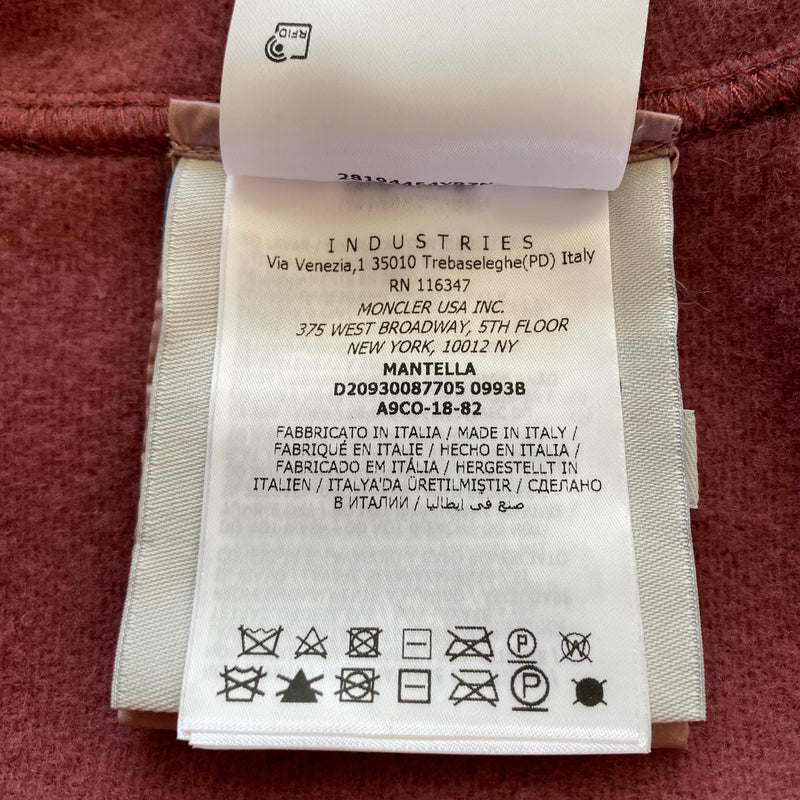 RFID
INDUSTRIES
Via Venezia,1 35010 Trebaseleghe(PD) Italy
RN 116347
MONCLER USA INC.
375 WEST BROADWAY, 5TH FLOOR
NEW YORK, 10012 NY
MANTELLA
D20930087705 0993B
A9CO-18-82
FABBRICATO IN ITALIA / MADE IN ITALY /
FABRIQUÉ EN ITALIE / HECHO EN ITALIA /
FABRICADO EM ITÁLIA / HERGESTELLT IN
ITALIEN / ITALYA'DA ÜRETILMIŞTIR / СДЕЛАНО
В ИТАЛИИ / صنع في ايطاليا
P W
P